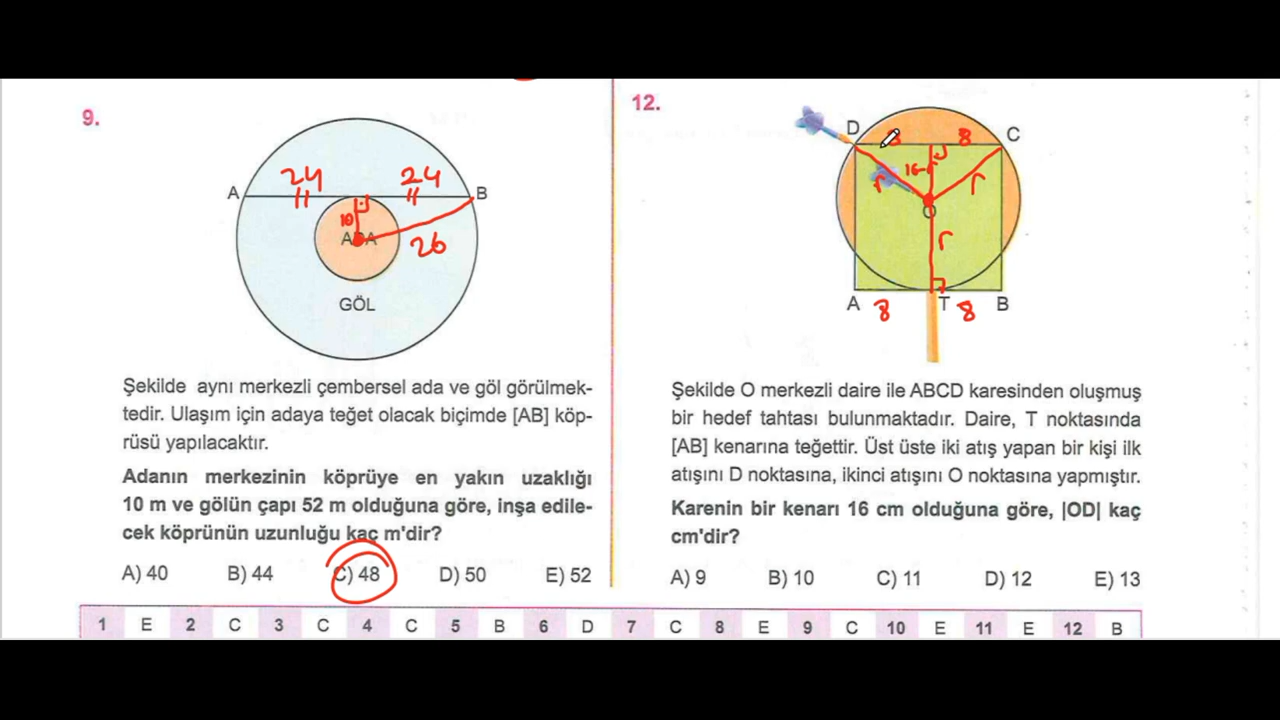 9.
24
24
A
B
10
ADA
26
GÖL
Şekilde aynı merkezli çembersel ada ve göl görülmek-
tedir. Ulaşım için adaya teğet olacak biçimde [AB] köp-
rüsü yapılacaktır.
Adanın merkezinin köprüye en yakın uzaklığı
10 m ve gölün çapı 52 m olduğuna göre, inşa edile-
cek köprünün uzunluğu kaç m'dir?
A) 40 B) 44 C) 48 D) 50 E) 52
12.
D
8
C
16-r
r
r
O
r
A
T
B
8
8
Şekilde O merkezli daire ile ABCD karesinden oluşmuş
bir hedef tahtası bulunmaktadır. Daire, T noktasında
[AB] kenarına teğettir. Üst üste iki atış yapan bir kişi ilk
atışını D noktasına, ikinci atışını O noktasına yapmıştır.
Karenin bir kenarı 16 cm olduğuna göre, |OD| kaç
cm'dir?
A) 9 B) 10 C) 11 D) 12 E) 13
1 E 2 C 3 C 4 C 5 B 6 D 7 C 8 E 9 C 10 E 11 E 12 B